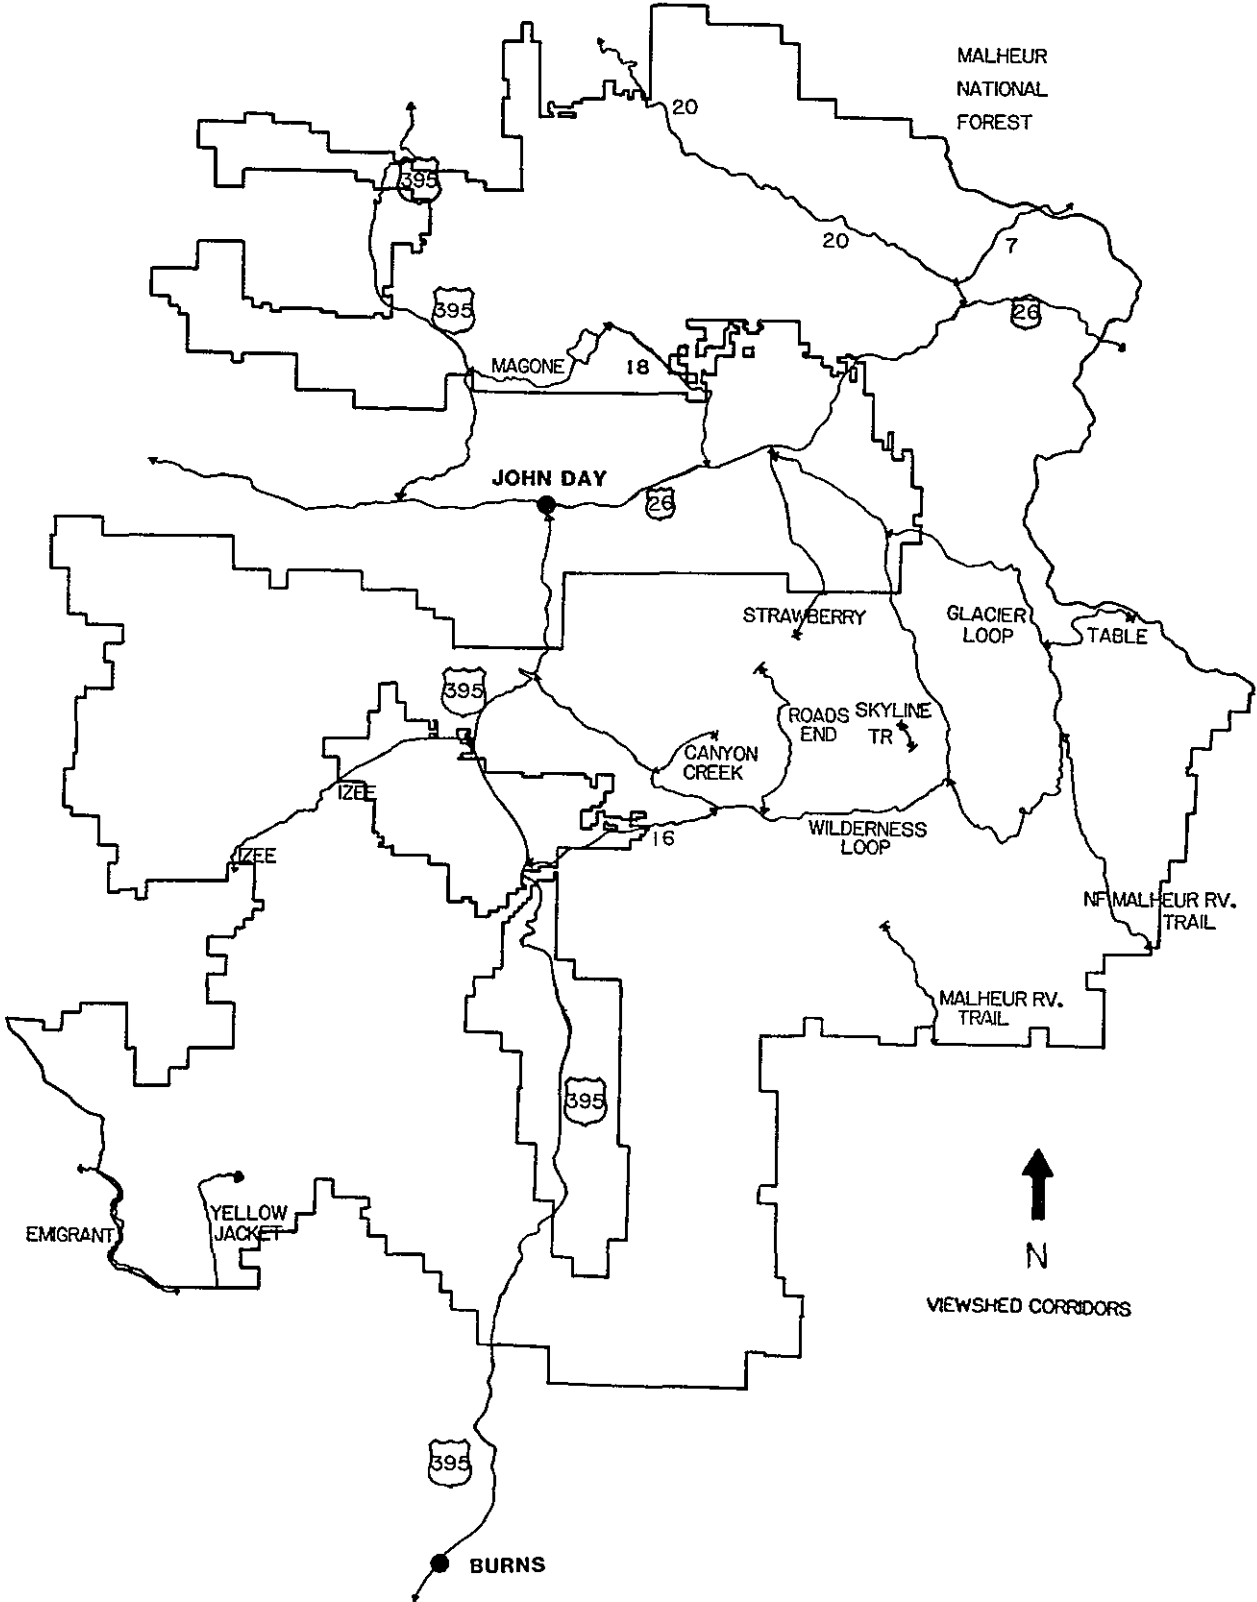 MALHEUR
NATIONAL
FOREST
20
395
20
7
395
26
MAGONE
18
JOHN DAY
26
STRAWBERRY
GLACIER
LOOP
TABLE
395
ROADS
END
SKYLINE
TR
CANYON
CREEK
IZEE
WILDERNESS
LOOP
16
IZEE
NF MALHEUR RV.
TRAIL
MALHEUR RV.
TRAIL
395
YELLOW
JACKET
EMIGRANT
N
VIEWSHED CORRIDORS
395
BURNS